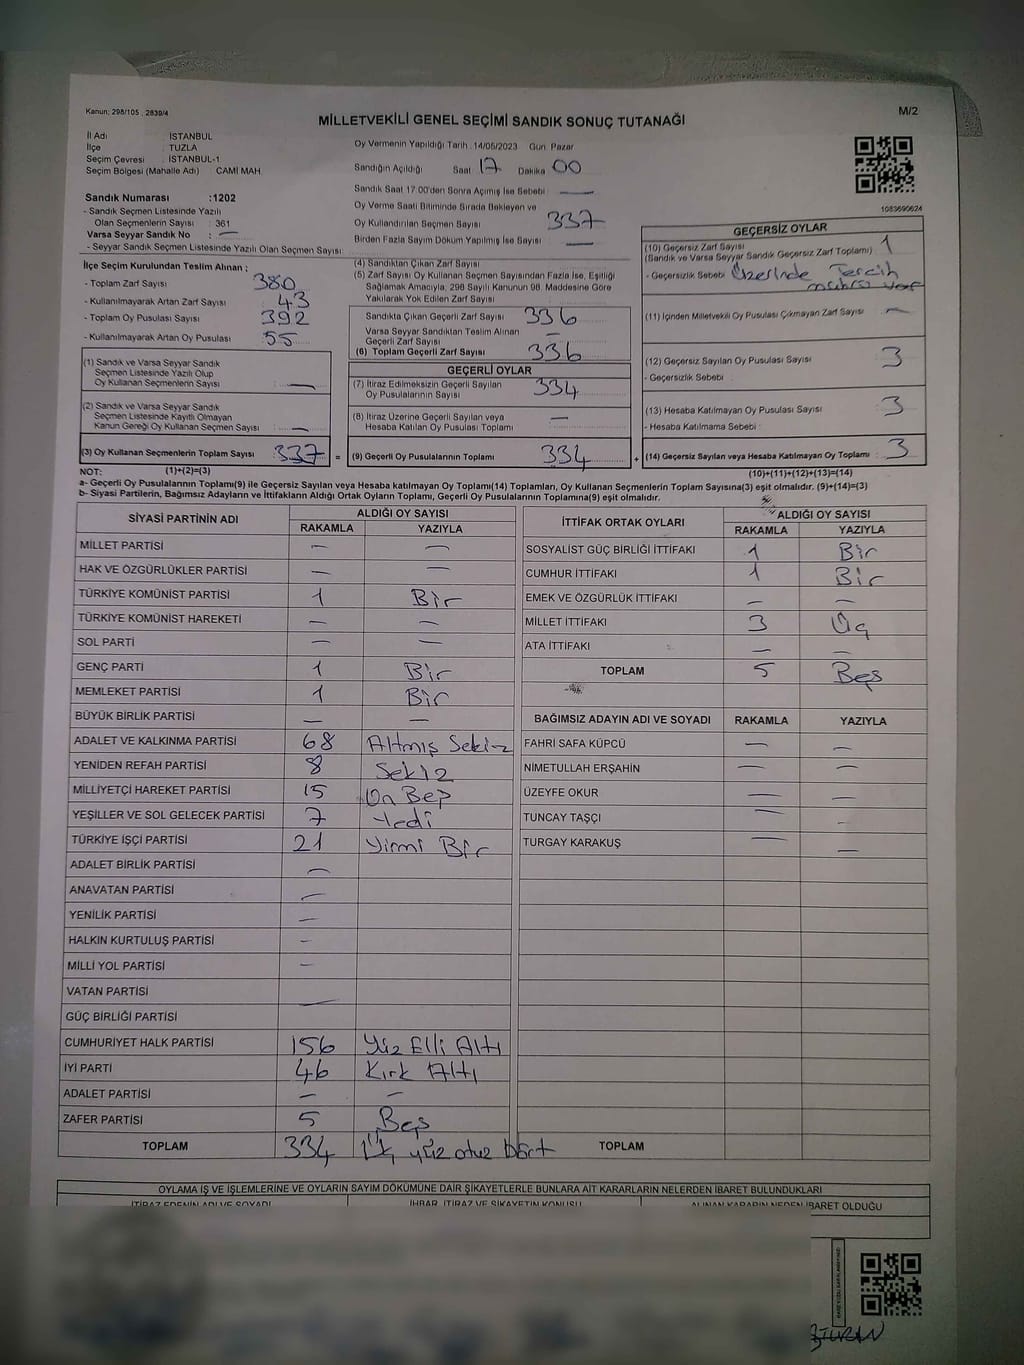 Kanun: 298/105 , 2839/4
M/2
MİLLETVEKİLİ GENEL SEÇİMİ SANDIK SONUÇ TUTANAĞI
İl Adı : İSTANBUL
İlçe : TUZLA
Seçim Çevresi : İSTANBUL-1
Seçim Bölgesi (Mahalle Adı) CAMİ MAH.
Sandık Numarası :1202
- Sandık Seçmen Listesinde Yazılı
Olan Seçmenlerin Sayısı : 361
Varsa Seyyar Sandık No : —
- Seyyar Sandık Seçmen Listesinde Yazılı Olan Seçmen Sayısı:
Oy Vermenin Yapıldığı Tarih :14/05/2023 Gün: Pazar
Sandığın Açıldığı Saat 17 Dakika 00
Sandık Saat 17:00'den Sonra Açılmış İse Sebebi : —
Oy Verme Saati Bitiminde Sırada Bekleyen ve
Oy Kullandırılan Seçmen Sayısı 337
Birden Fazla Sayım Döküm Yapılmış İse Sayısı : —
1083690624
İlçe Seçim Kurulundan Teslim Alınan ;
- Toplam Zarf Sayısı : 380
- Kullanılmayarak Artan Zarf Sayısı : 43
- Toplam Oy Pusulası Sayısı : 392
- Kullanılmayarak Artan Oy Pusulası : 55
(1) Sandık ve Varsa Seyyar Sandık
Seçmen Listesinde Yazılı Olup
Oy Kullanan Seçmenlerin Sayısı : —
(2) Sandık ve Varsa Seyyar Sandık
Seçmen Listesinde Kayıtlı Olmayan
Kanun Gereği Oy Kullanan Seçmen Sayısı : —
(3) Oy Kullanan Seçmenlerin Toplam Sayısı : 337 =
(4) Sandıktan Çıkan Zarf Sayısı
(5) Zarf Sayısı Oy Kullanan Seçmen Sayısından Fazla İse, Eşitliği
Sağlamak Amacıyla, 298 Sayılı Kanunun 98. Maddesine Göre
Yakılarak Yok Edilen Zarf Sayısı
Sandıkta Çıkan Geçerli Zarf Sayısı : 336
Varsa Seyyar Sandıktan Teslim Alınan
Geçerli Zarf Sayısı : —
(6) Toplam Geçerli Zarf Sayısı : 336
GEÇERLİ OYLAR
(7) İtiraz Edilmeksizin Geçerli Sayılan
Oy Pusulalarının Sayısı : 334
(8) İtiraz Üzerine Geçerli Sayılan veya
Hesaba Katılan Oy Pusulası Toplamı : —
(9) Geçerli Oy Pusulalarının Toplamı : 334 +
GEÇERSİZ OYLAR
(10) Geçersiz Zarf Sayısı : 1
(Sandık ve Varsa Seyyar Sandık Geçersiz Zarf Toplamı)
- Geçersizlik Sebebi : Üzerinde Tercih
mührü var
(11) İçinden Milletvekili Oy Pusulası Çıkmayan Zarf Sayısı : —
(12) Geçersiz Sayılan Oy Pusulası Sayısı : 3
- Geçersizlik Sebebi :
(13) Hesaba Katılmayan Oy Pusulası Sayısı : 3
- Hesaba Katılmama Sebebi :
(14) Geçersiz Sayılan veya Hesaba Katılmayan Oy Toplamı : 3
NOT: (1)+(2)=(3) (10)+(11)+(12)+(13)=(14)
a- Geçerli Oy Pusulalarının Toplamı(9) ile Geçersiz Sayılan veya Hesaba katılmayan Oy Toplamı(14) Toplamları, Oy Kullanan Seçmenlerin Toplam Sayısına(3) eşit olmalıdır. (9)+(14)=(3)
b- Siyasi Partilerin, Bağımsız Adayların ve İttifakların Aldığı Ortak Oyların Toplamı, Geçerli Oy Pusulalarının Toplamına(9) eşit olmalıdır.
SİYASİ PARTİNİN ADI ALDIĞI OY SAYISI
RAKAMLA YAZIYLA
MİLLET PARTİSİ — —
HAK VE ÖZGÜRLÜKLER PARTİSİ — —
TÜRKİYE KOMÜNİST PARTİSİ 1 Bir
TÜRKİYE KOMÜNİST HAREKETİ — —
SOL PARTİ — —
GENÇ PARTİ 1 Bir
MEMLEKET PARTİSİ 1 Bir
BÜYÜK BİRLİK PARTİSİ — —
ADALET VE KALKINMA PARTİSİ 68 Altmış Sekiz
YENİDEN REFAH PARTİSİ 8 Sekiz
MİLLİYETÇİ HAREKET PARTİSİ 15 On Beş
YEŞİLLER VE SOL GELECEK PARTİSİ 7 Yedi
TÜRKİYE İŞÇİ PARTİSİ 21 Yirmi Bir
ADALET BİRLİK PARTİSİ —
ANAVATAN PARTİSİ —
YENİLİK PARTİSİ —
HALKIN KURTULUŞ PARTİSİ -
MİLLİ YOL PARTİSİ -
VATAN PARTİSİ —
GÜÇ BİRLİĞİ PARTİSİ
CUMHURİYET HALK PARTİSİ 156 Yüz Elli Altı
İYİ PARTİ 46 Kırk Altı
ADALET PARTİSİ — —
ZAFER PARTİSİ 5 Beş
TOPLAM 334 Üç yüz otuz Dört
İTTİFAK ORTAK OYLARI ALDIĞI OY SAYISI
RAKAMLA YAZIYLA
SOSYALİST GÜÇ BİRLİĞİ İTTİFAKI 1 Bir
CUMHUR İTTİFAKI 1 Bir
EMEK VE ÖZGÜRLÜK İTTİFAKI — —
MİLLET İTTİFAKI 3 Üç
ATA İTTİFAKI — —
TOPLAM 5 Beş
BAĞIMSIZ ADAYIN ADI VE SOYADI RAKAMLA YAZIYLA
FAHRİ SAFA KÜPCÜ — —
NİMETULLAH ERŞAHİN — —
ÜZEYFE OKUR — —
TUNCAY TAŞÇI — -
TURGAY KARAKUŞ — —
TOPLAM
OYLAMA İŞ VE İŞLEMLERİNE VE OYLARIN SAYIM DÖKÜMÜNE DAİR ŞİKAYETLERLE BUNLARA AİT KARARLARIN NELERDEN İBARET BULUNDUKLARI
İTİRAZ EDENİN ADI VE SOYADI İHBAR, İTİRAZ VE ŞİKAYETİN KONUSU ALINAN KARARIN NEDEN İBARET OLDUĞU